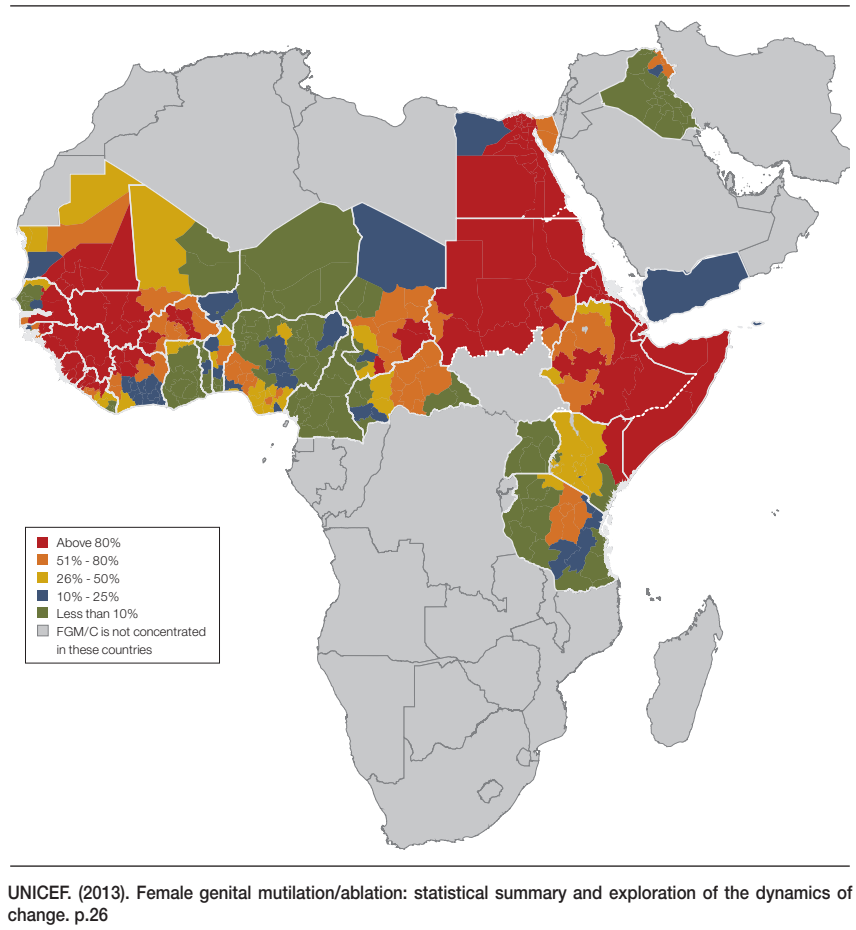 Above 80%
51% - 80%
26% - 50%
10% - 25%
Less than 10%
FGM/C is not concentrated
in these countries
UNICEF. (2013). Female genital mutilation/ablation: statistical summary and exploration of the dynamics of
change. p.26